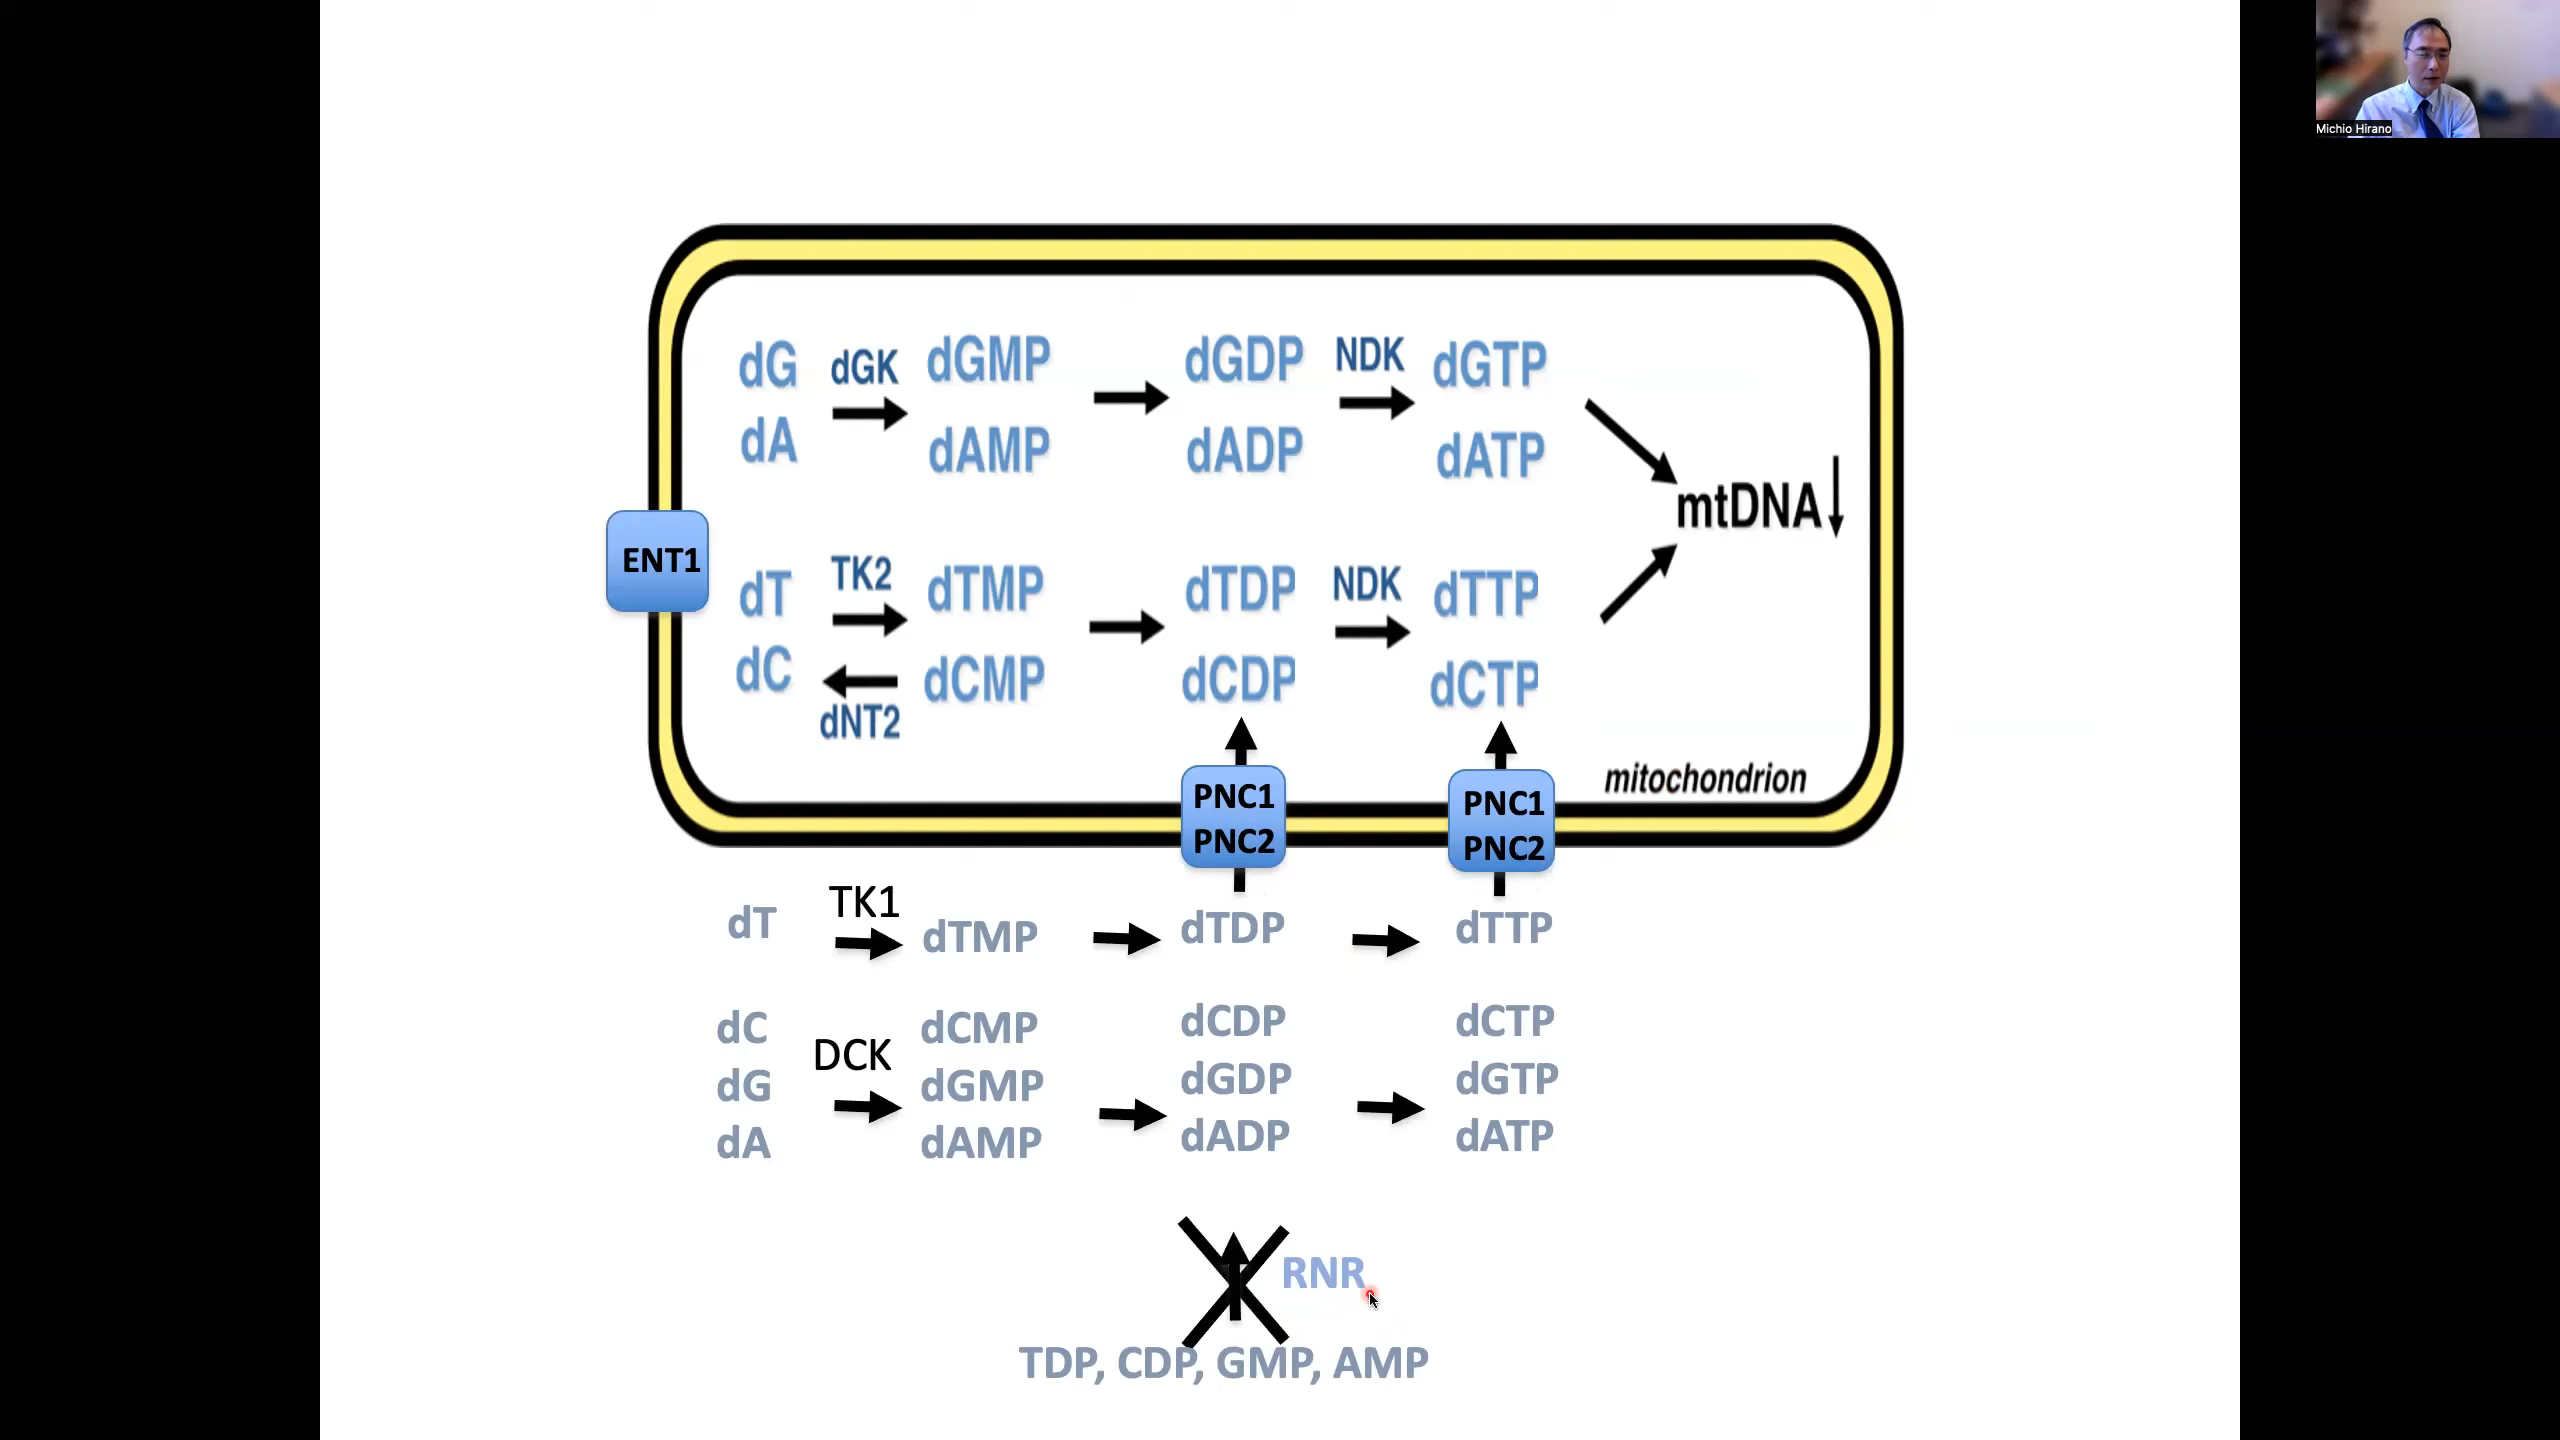 Michio Hirano
dG dGK dGMP dGDP NDK dGTP
dA dAMP dADP dATP
mtDNA
ENT1
dT TK2 dTMP dTDP NDK dTTP
dC dCMP dCDP dCTP
dNT2
mitochondrion
PNC1 PNC1
PNC2 PNC2
TK1
dT dTMP dTDP dTTP
dC dCMP dCDP dCTP
DCK
dG dGMP dGDP dGTP
dA dAMP dADP dATP
RNR
TDP, CDP, GMP, AMP